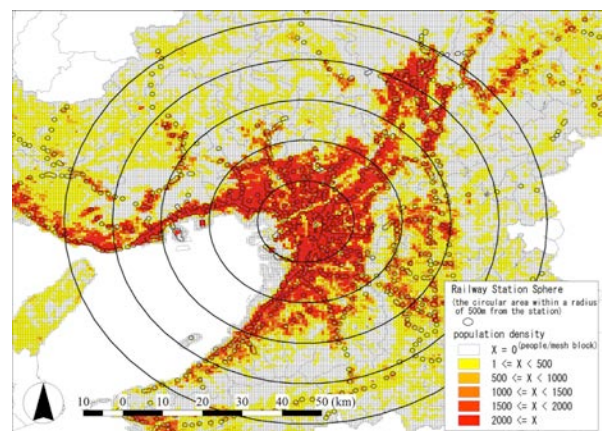 Railway Station Sphere
(the circular area within a radius
of 500m from the station)
population density
(people/mesh block)
X = 0
1 <= X < 500
500 <= X < 1000
1000 <= X < 1500
1500 <= X < 2000
2000 <= X
10 0 10 20 30 40 50 (km)